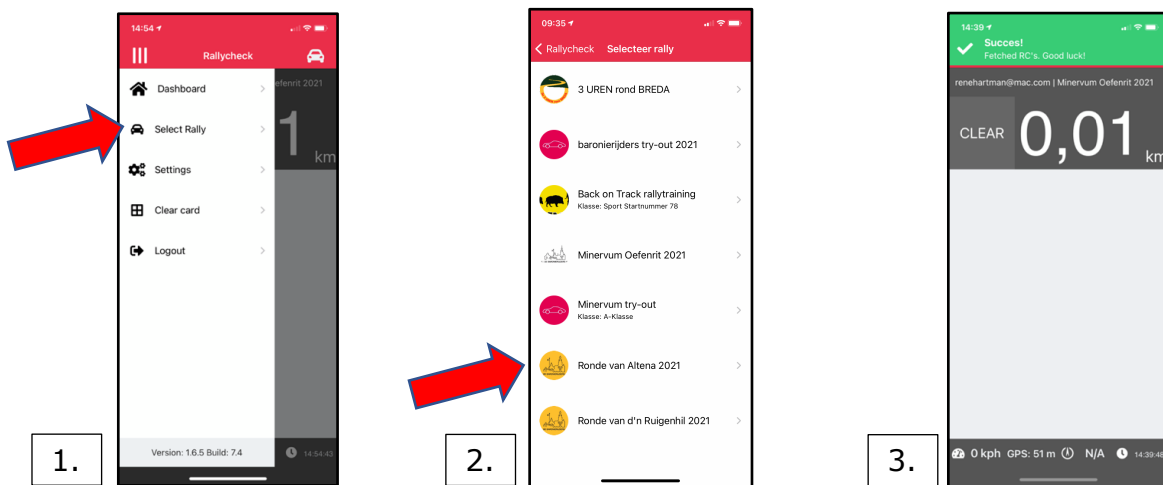 14:54
Rallycheck
Dashboard
efenrit 2021
Select Rally
1
km
Settings
Clear card
Logout
Version: 1.6.5 Build: 7.4
14:54:43
1.
09:35
Rallycheck
Selecteer rally
3 UREN rond BREDA
baronierijders try-out 2021
Back on Track rallytraining
Klasse: Sport Startnummer 78
Minervum Oefenrit 2021
Minervum try-out
Klasse: A-Klasse
Ronde van Altena 2021
Ronde van d'n Ruigenhil 2021
2.
14:39
Succes!
Fetched RC's. Good luck!
renehartman@mac.com | Minervum Oefenrit 2021
CLEAR
0,01
km
0 kph GPS: 51 m N/A 14:39:48
3.